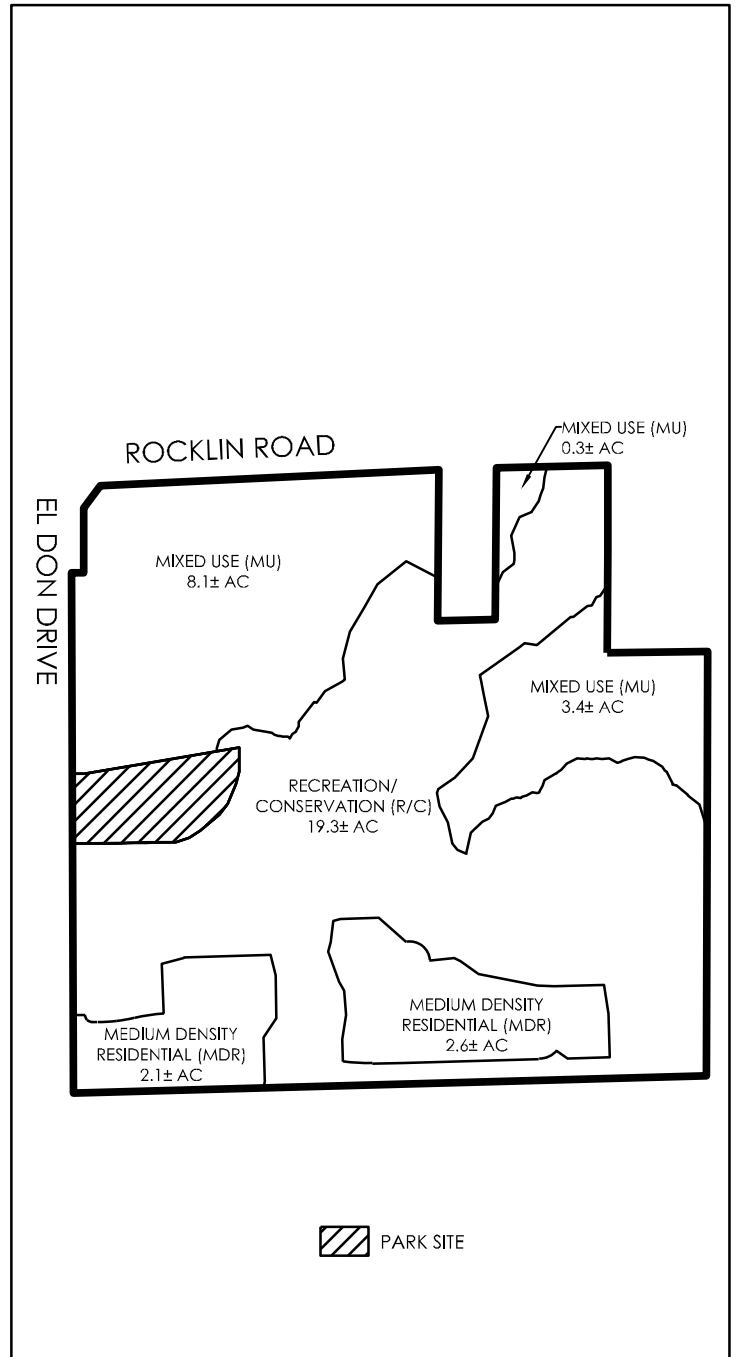 MIXED USE (MU)
0.3± AC
ROCKLIN ROAD
EL DON DRIVE
MIXED USE (MU)
8.1± AC
MIXED USE (MU)
3.4± AC
RECREATION/
CONSERVATION (R/C)
19.3± AC
MEDIUM DENSITY
RESIDENTIAL (MDR)
2.1± AC
MEDIUM DENSITY
RESIDENTIAL (MDR)
2.6± AC
PARK SITE